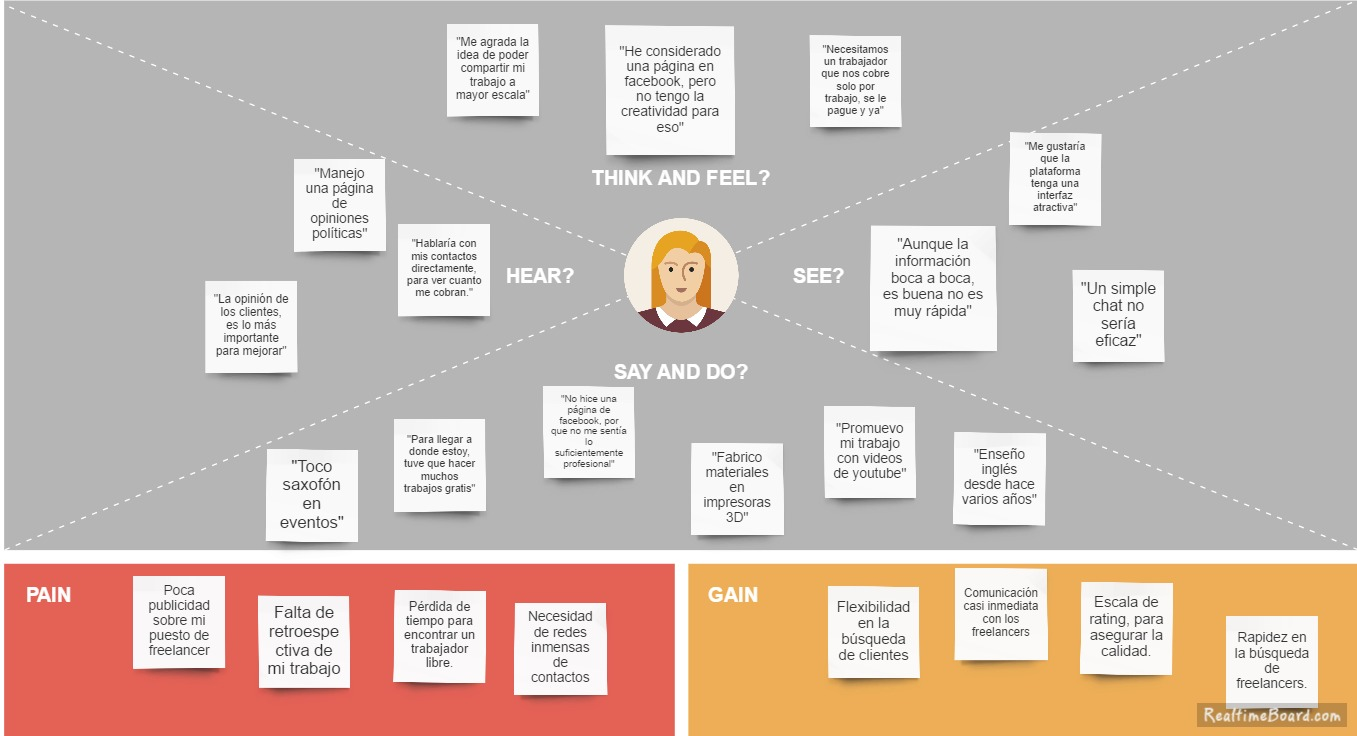 "Me agrada la
idea de poder
compartir mi
trabajo a
mayor escala"
"He considerado
una página en
facebook, pero
no tengo la
creatividad para
eso"
"Necesitamos
un trabajador
que nos cobre
solo por
trabajo, se le
pague y ya"
THINK AND FEEL?
"Manejo
una página
de
opiniones
políticas"
"Hablaría con
mis contactos
directamente,
para ver cuanto
me cobran."
"La opinión de
los clientes,
es lo más
importante
para mejorar"
HEAR?
SEE?
"Me gustaría
que la
plataforma
tenga una
interfaz
atractiva"
"Aunque la
información
boca a boca,
es buena no es
muy rápida"
"Un simple
chat no
sería
eficaz"
SAY AND DO?
"Toco
saxofón
en
eventos"
"Para llegar a
donde estoy,
tuve que hacer
muchos
trabajos gratis"
"No hice una
página de
facebook, por
que no me sentía
lo
suficientemente
profesional"
"Fabrico
materiales
en
impresoras
3D"
"Promuevo
mi trabajo
con videos
de youtube"
"Enseño
inglés
desde hace
varios años"
PAIN
Poca
publicidad
sobre mi
puesto de
freelancer
Falta de
retroespe
ctiva de
mi trabajo
Pérdida de
tiempo para
encontrar un
trabajador
libre.
Necesidad
de redes
inmensas
de
contactos
GAIN
Flexibilidad
en la
búsqueda
de clientes
Comunicación
casi inmediata
con los
freelancers
Escala de
rating, para
asegurar la
calidad.
Rapidez en
la búsqueda
de
freelancers.
RealtimeBoard.com